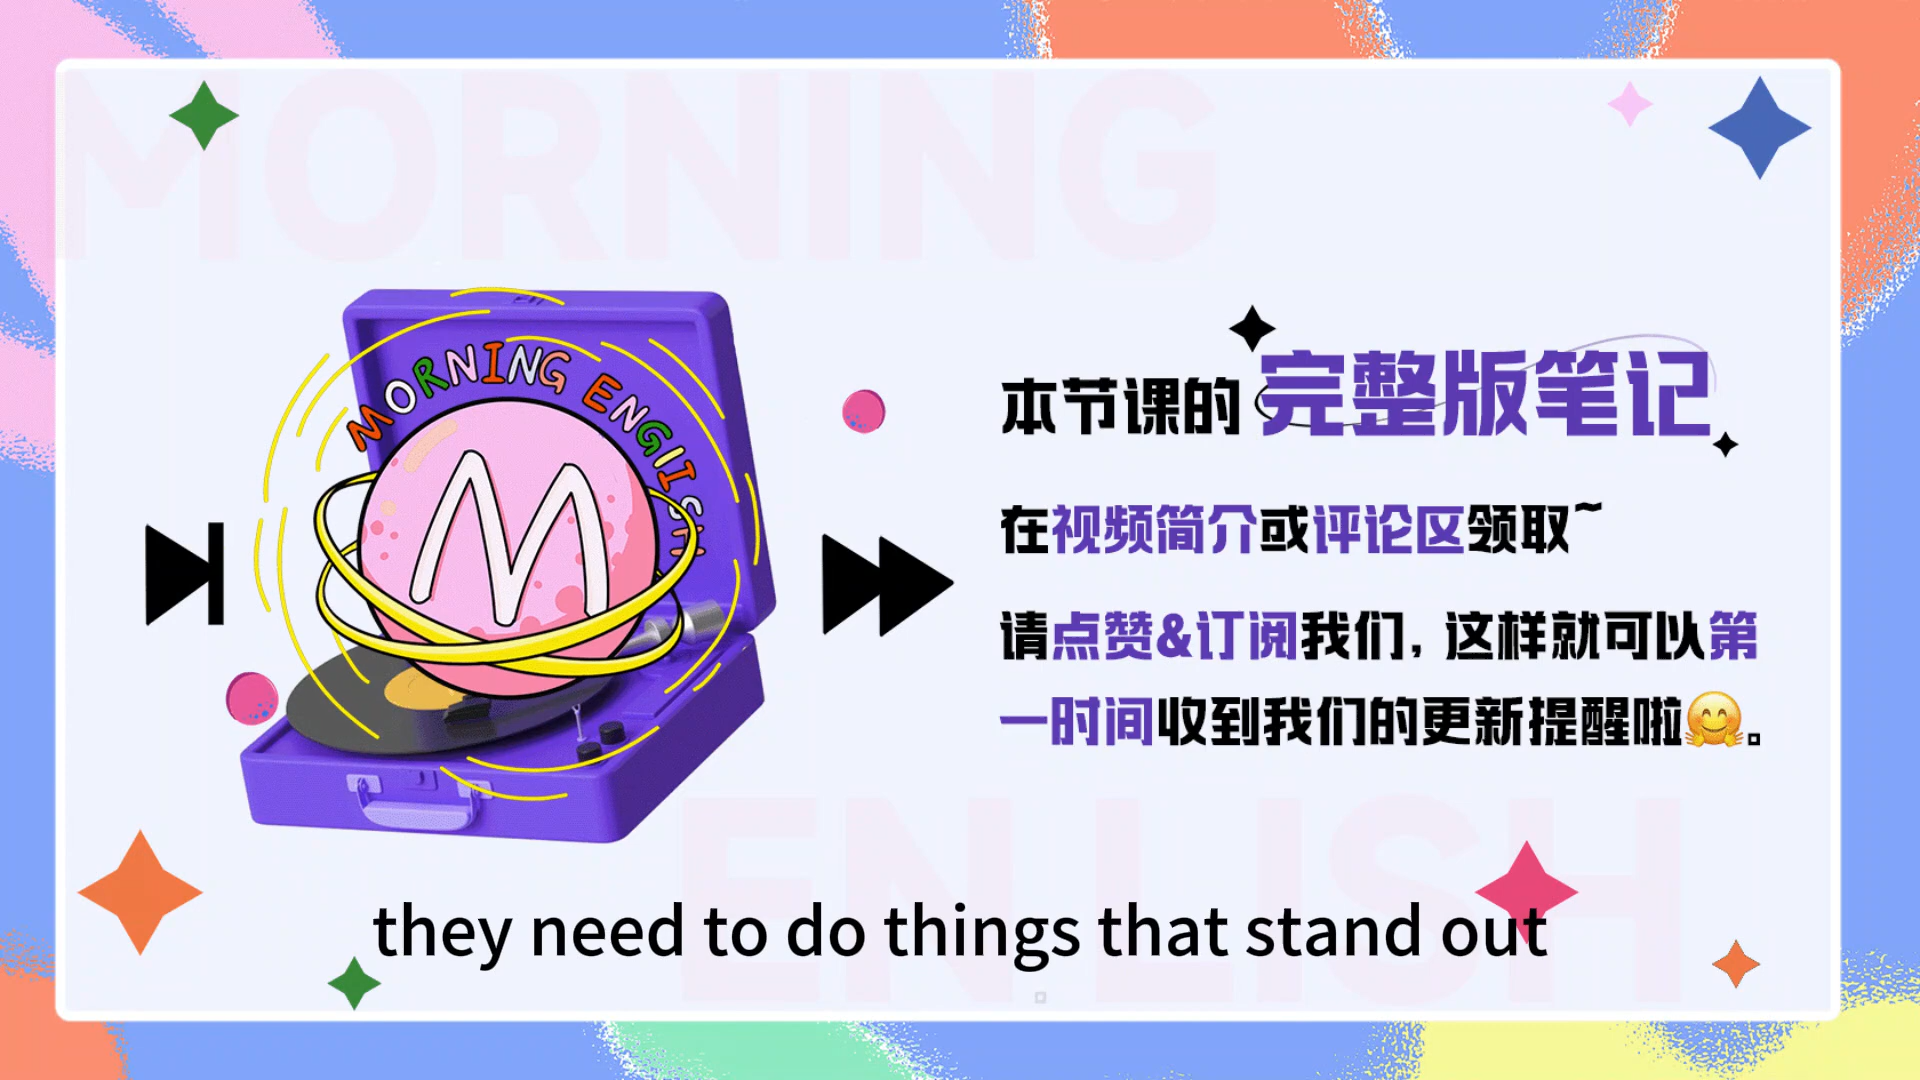 MORNING
MORNING ENGLISH
M
本节课的完整版笔记
在视频简介或评论区领取~
请点赞&订阅我们，这样就可以第
一时间收到我们的更新提醒啦🤗。
EN LISH
they need to do things that stand out